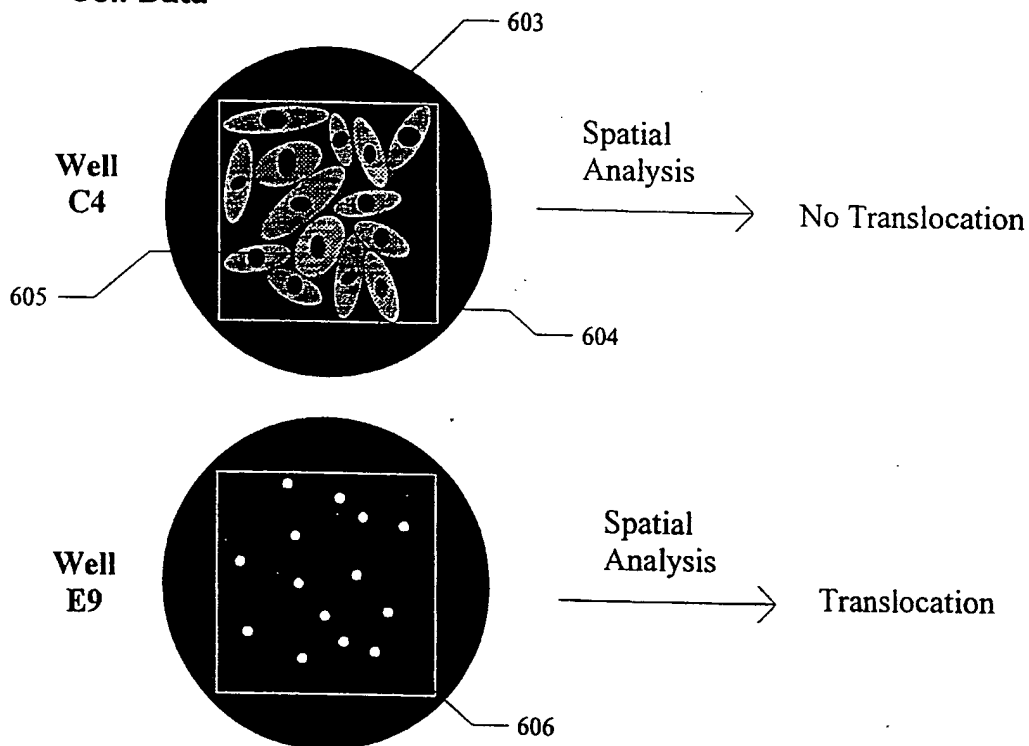 Cell Data
603
Well
C4
Spatial
Analysis
No Translocation
605
604
Well
E9
Spatial
Analysis
Translocation
606